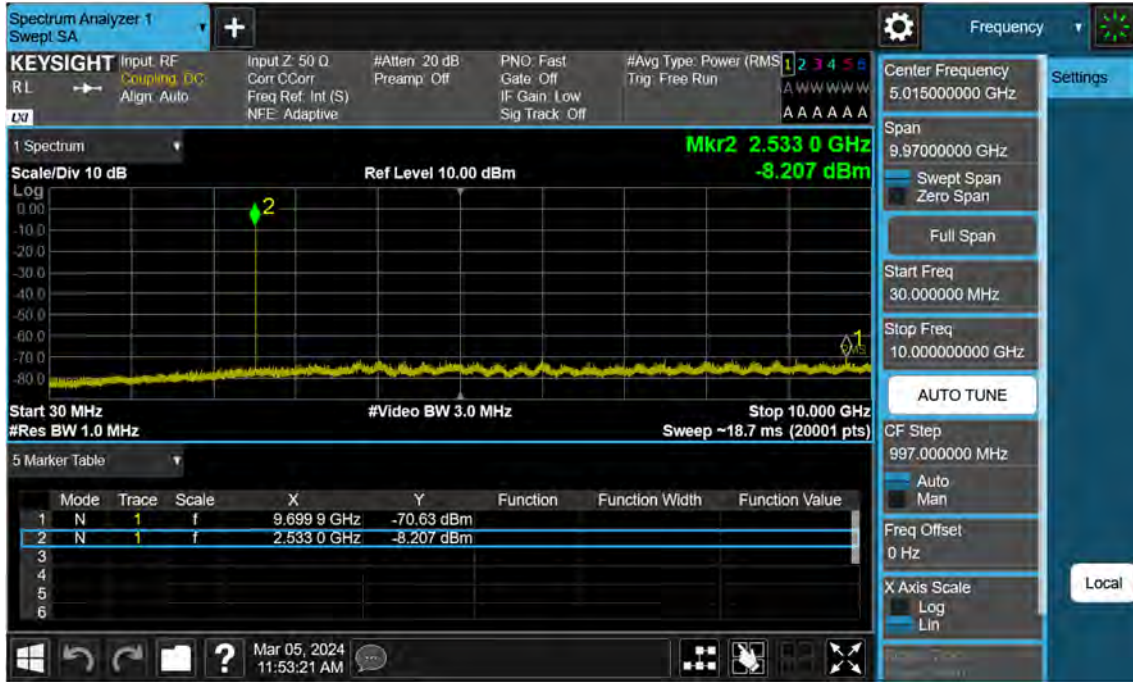 Spectrum Analyzer 1
Swept SA
+
Frequency
KEYSIGHT
RL
LXI
Input: RF
Coupling: DC
Align: Auto
Input Z: 50 Ω
Corr CCorr
Freq Ref: Int (S)
NFE: Adaptive
#Atten: 20 dB
Preamp: Off
PNO: Fast
Gate: Off
IF Gain: Low
Sig Track: Off
#Avg Type: Power (RMS
Trig: Free Run
1 2 3 4 5 6
A W W W W W
A A A A A A
1 Spectrum
Scale/Div 10 dB
Ref Level 10.00 dBm
Mkr2 2.533 0 GHz
-8.207 dBm
Log
0.00
-10.0
-20.0
-30.0
-40.0
-50.0
-60.0
-70.0
-80.0
2
1
RMS
Start 30 MHz
#Video BW 3.0 MHz
Stop 10.000 GHz
#Res BW 1.0 MHz
Sweep ~18.7 ms (20001 pts)
5 Marker Table
Mode Trace Scale X Y Function Function Width Function Value
1 N 1 f 9.699 9 GHz -70.63 dBm
2 N 1 f 2.533 0 GHz -8.207 dBm
3
4
5
6
Mar 05, 2024
11:53:21 AM
?
Center Frequency
5.015000000 GHz
Span
9.97000000 GHz
Swept Span
Zero Span
Full Span
Start Freq
30.000000 MHz
Stop Freq
10.000000000 GHz
AUTO TUNE
CF Step
997.000000 MHz
Auto
Man
Freq Offset
0 Hz
X Axis Scale
Log
Lin
Settings
Local